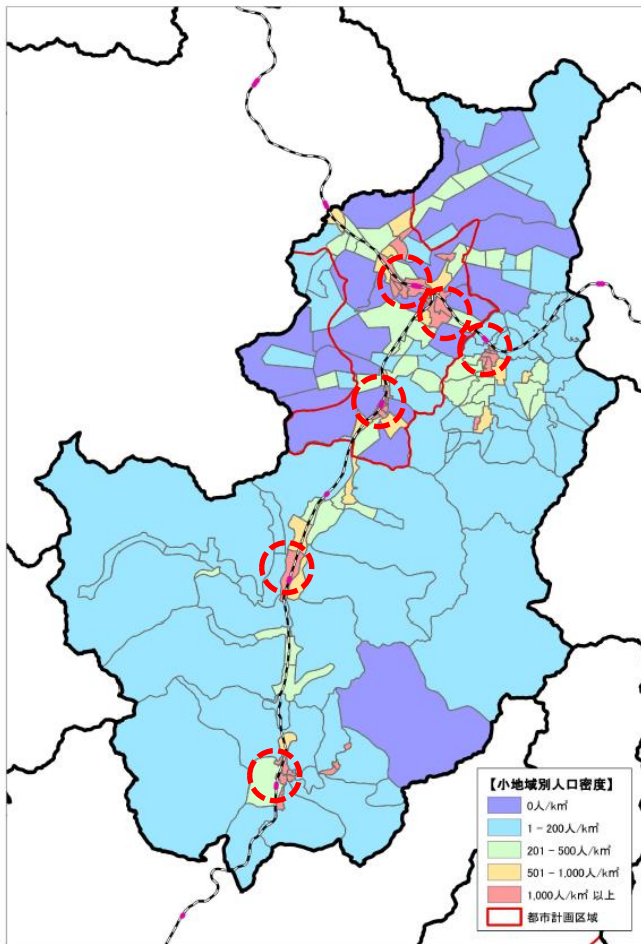 【小地域別人口密度】
0人/k㎡
1 - 200人/k㎡
201 - 500人/k㎡
501 - 1,000人/k㎡
1,000人/k㎡ 以上
都市計画区域